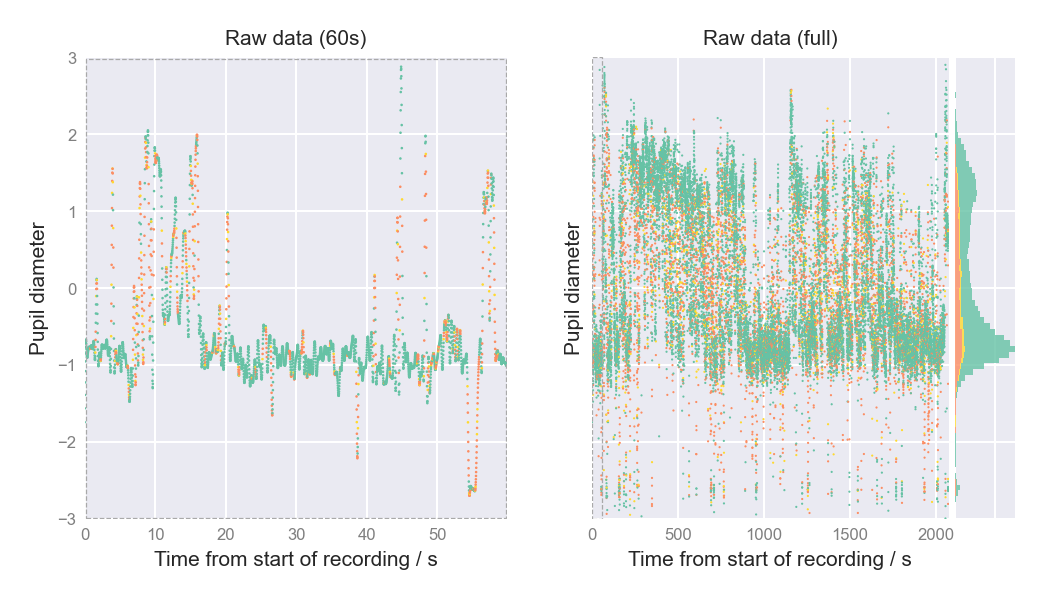 Raw data (60s)
3
2
1
0
−1
−2
−3
Pupil diameter
0 10 20 30 40 50
Time from start of recording / s
Raw data (full)
Pupil diameter
0 500 1000 1500 2000
Time from start of recording / s